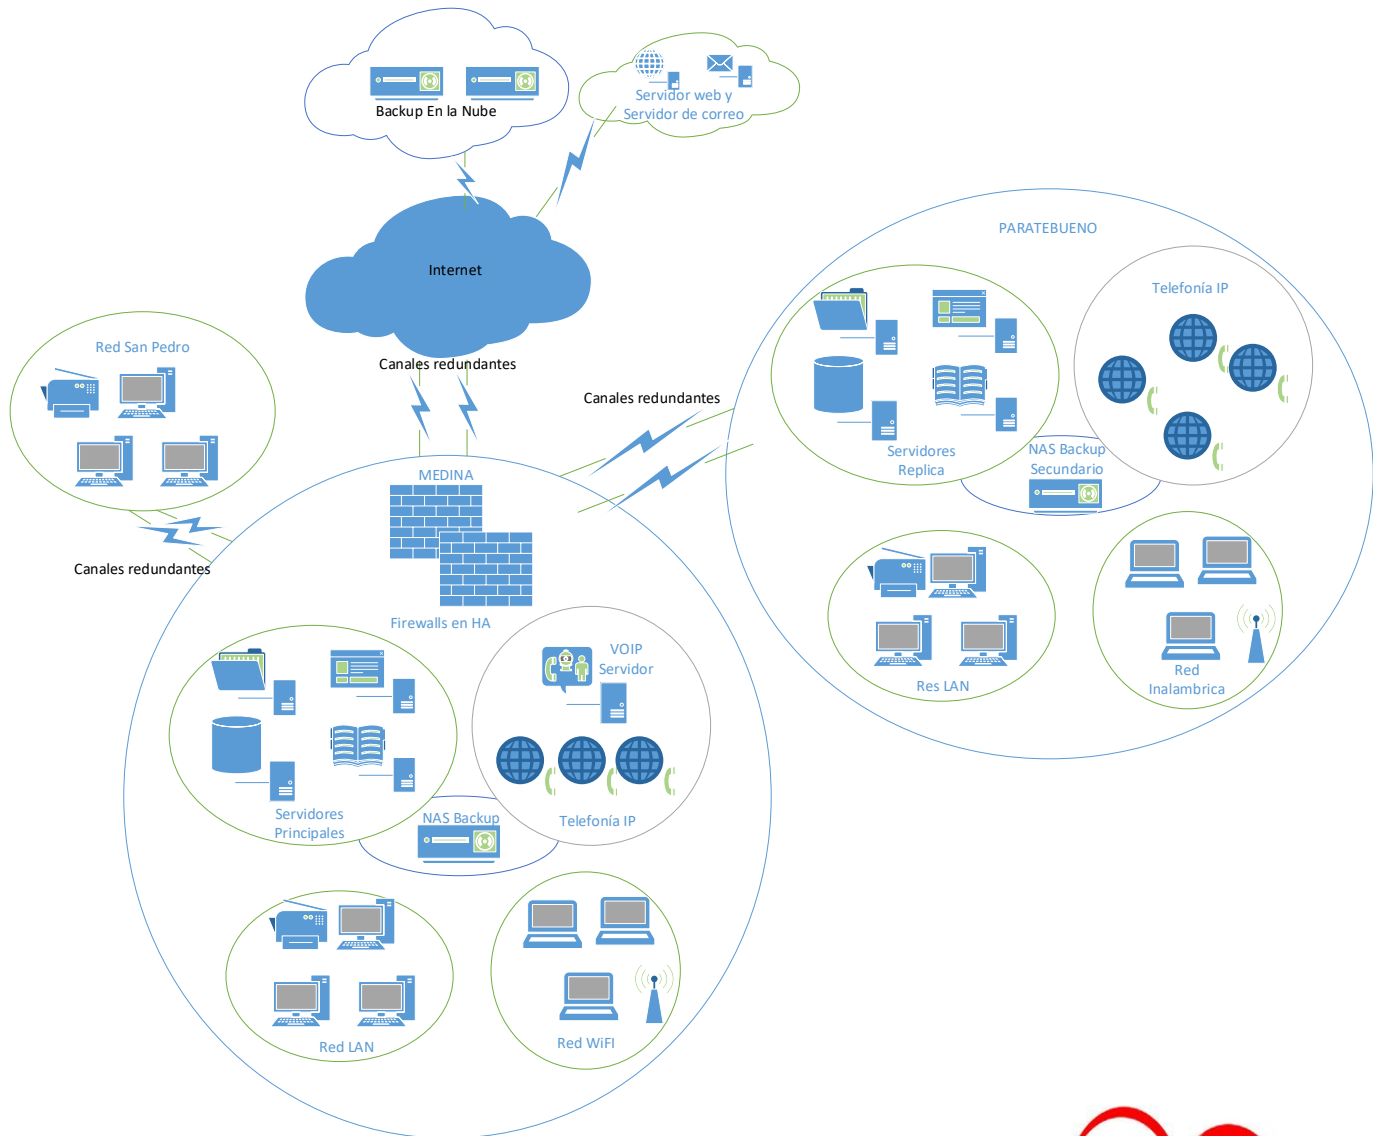 Backup En la Nube
Servidor web y
Servidor de correo
Internet
Canales redundantes
Canales redundantes
PARATEBUENO
Telefonía IP
Servidores
Replica
NAS Backup
Secundario
Res LAN
Red
Inalambrica
Red San Pedro
Canales redundantes
MEDINA
Firewalls en HA
VOIP
Servidor
Servidores
Principales
NAS Backup
Telefonía IP
Red LAN
Red WiFI